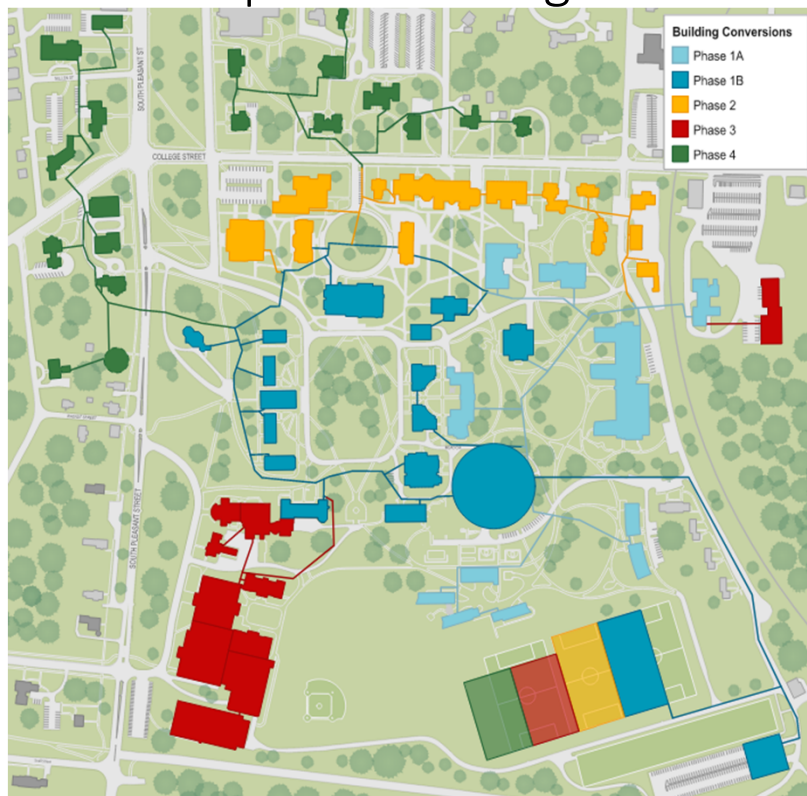 Building Conversions
Phase 1A
Phase 1B
Phase 2
Phase 3
Phase 4
SOUTH PLEASANT ST
COLLEGE STREET
SOUTH PLEASANT STREET